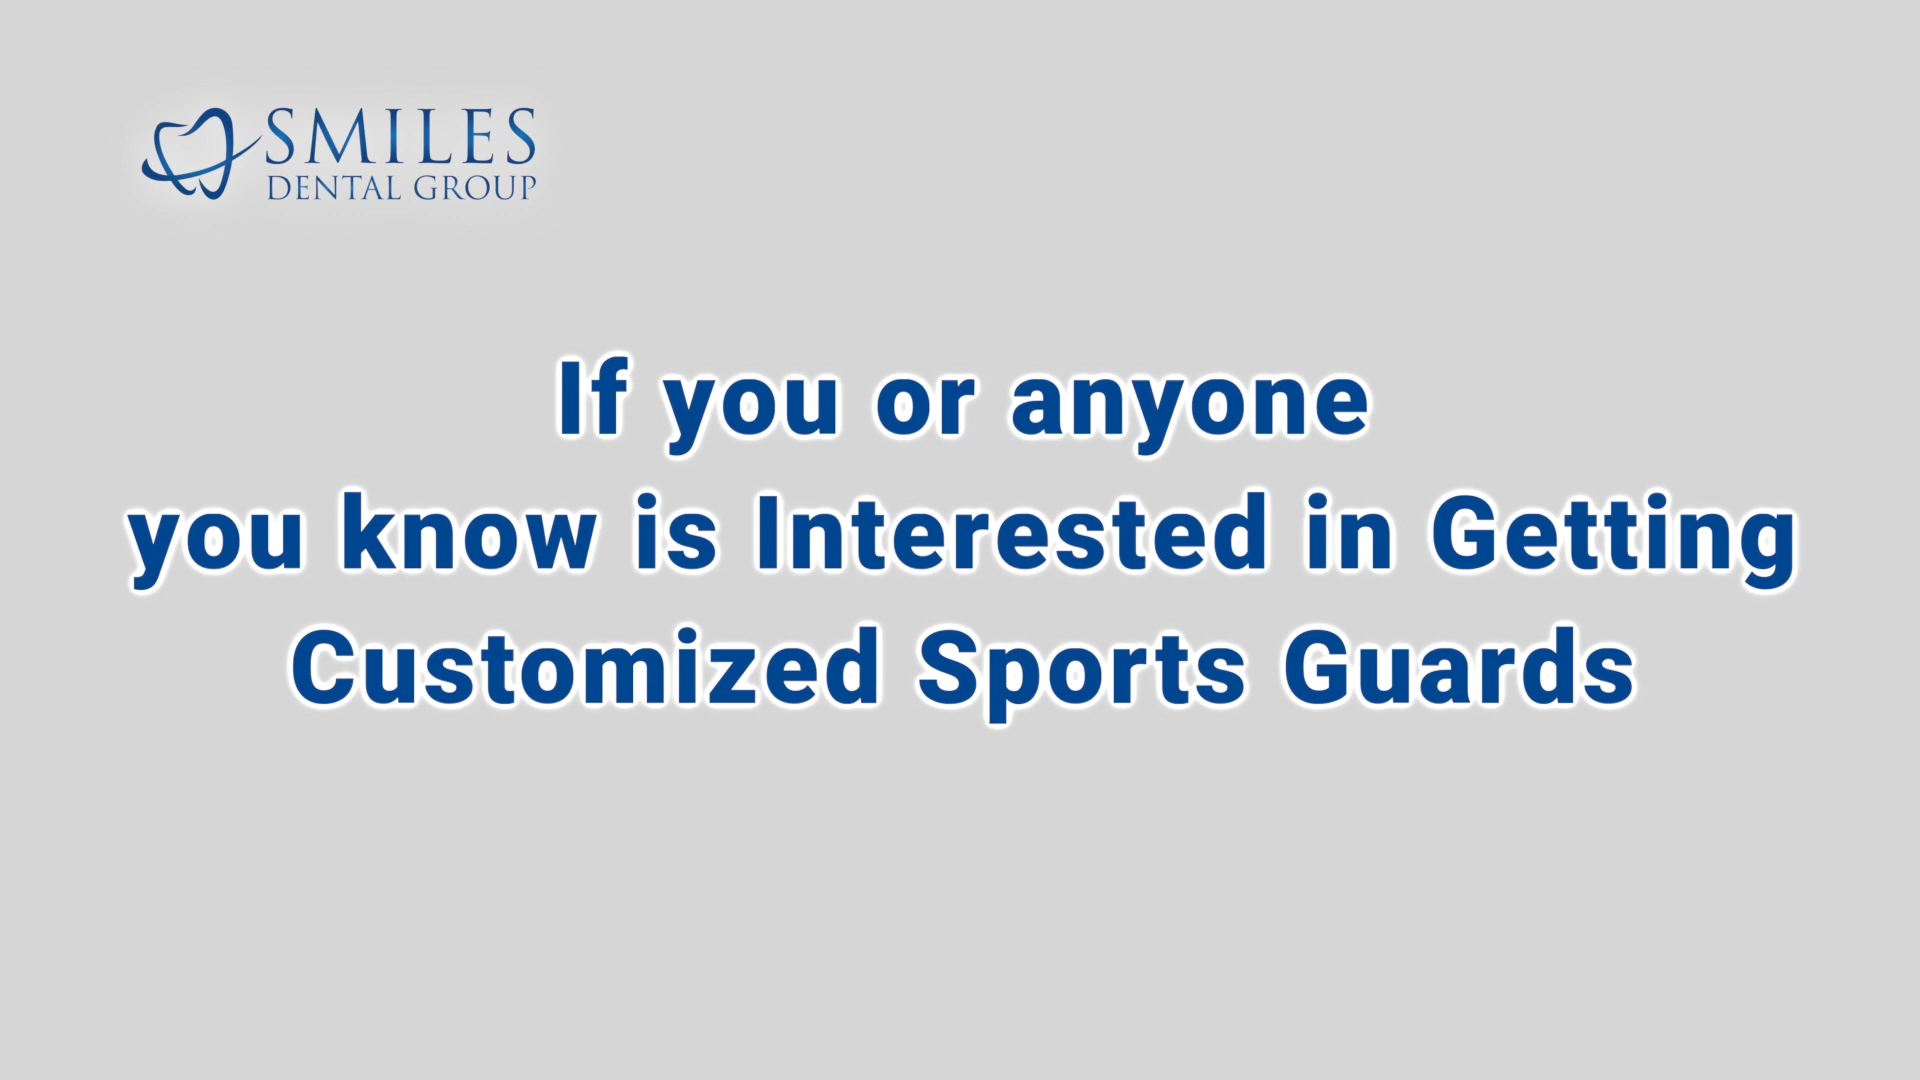 SMILES
DENTAL GROUP
If you or anyone
you know is Interested in Getting
Customized Sports Guards